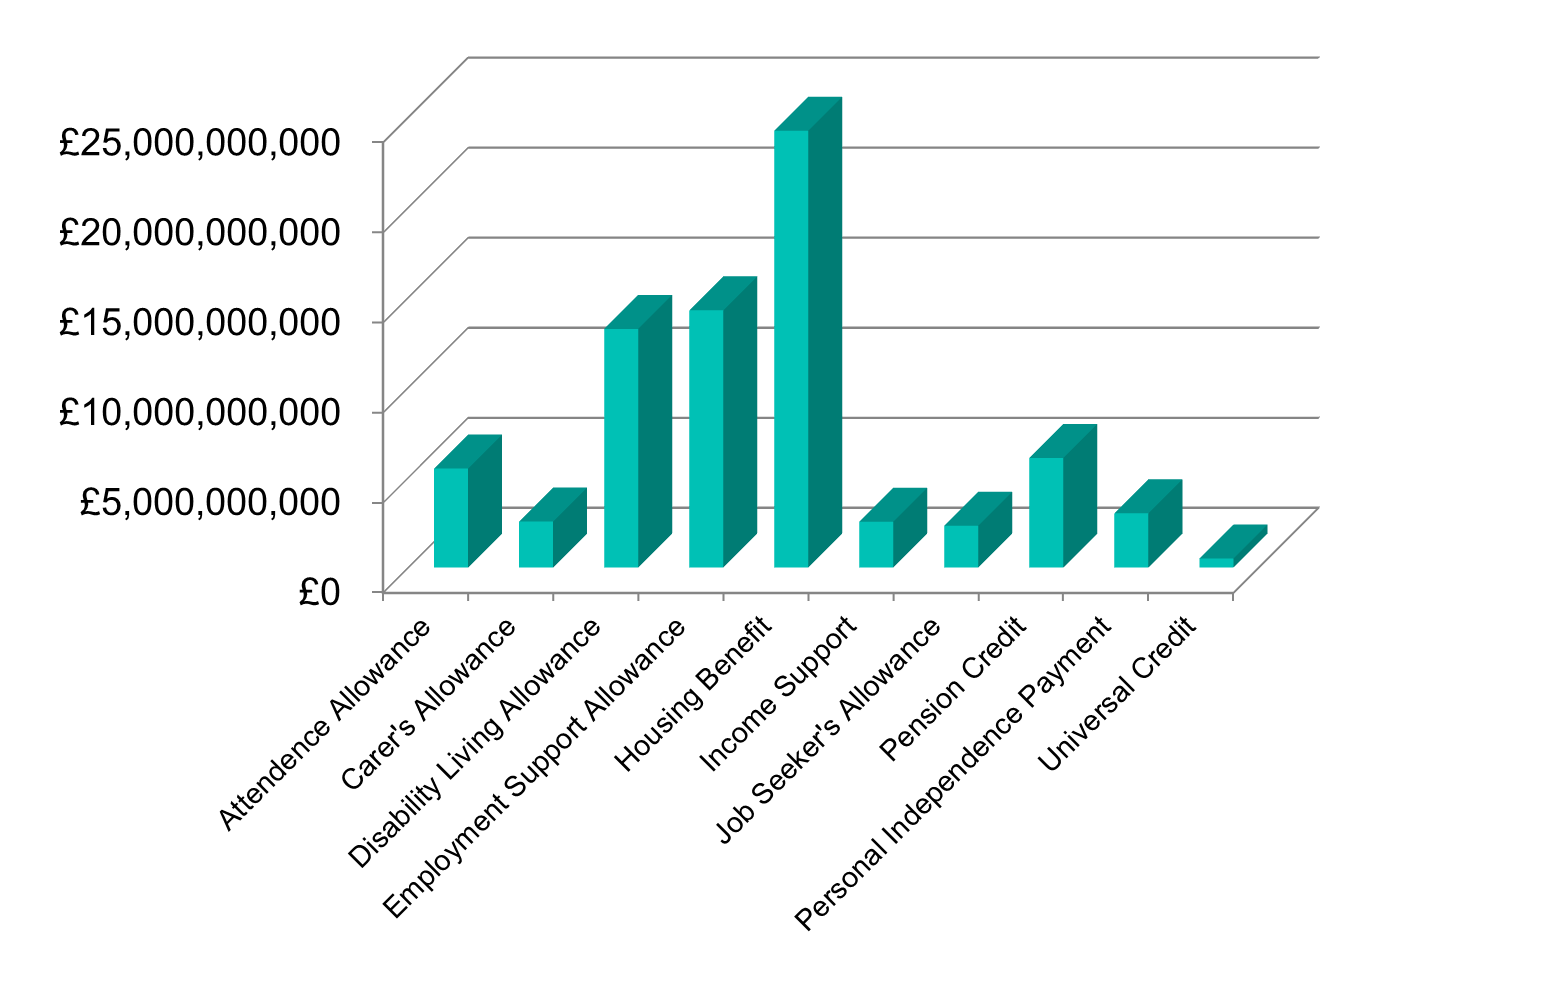 £25,000,000,000
£20,000,000,000
£15,000,000,000
£10,000,000,000
£5,000,000,000
£0
Attendence Allowance
Carer's Allowance
Disability Living Allowance
Employment Support Allowance
Housing Benefit
Income Support
Job Seeker's Allowance
Pension Credit
Personal Independence Payment
Universal Credit